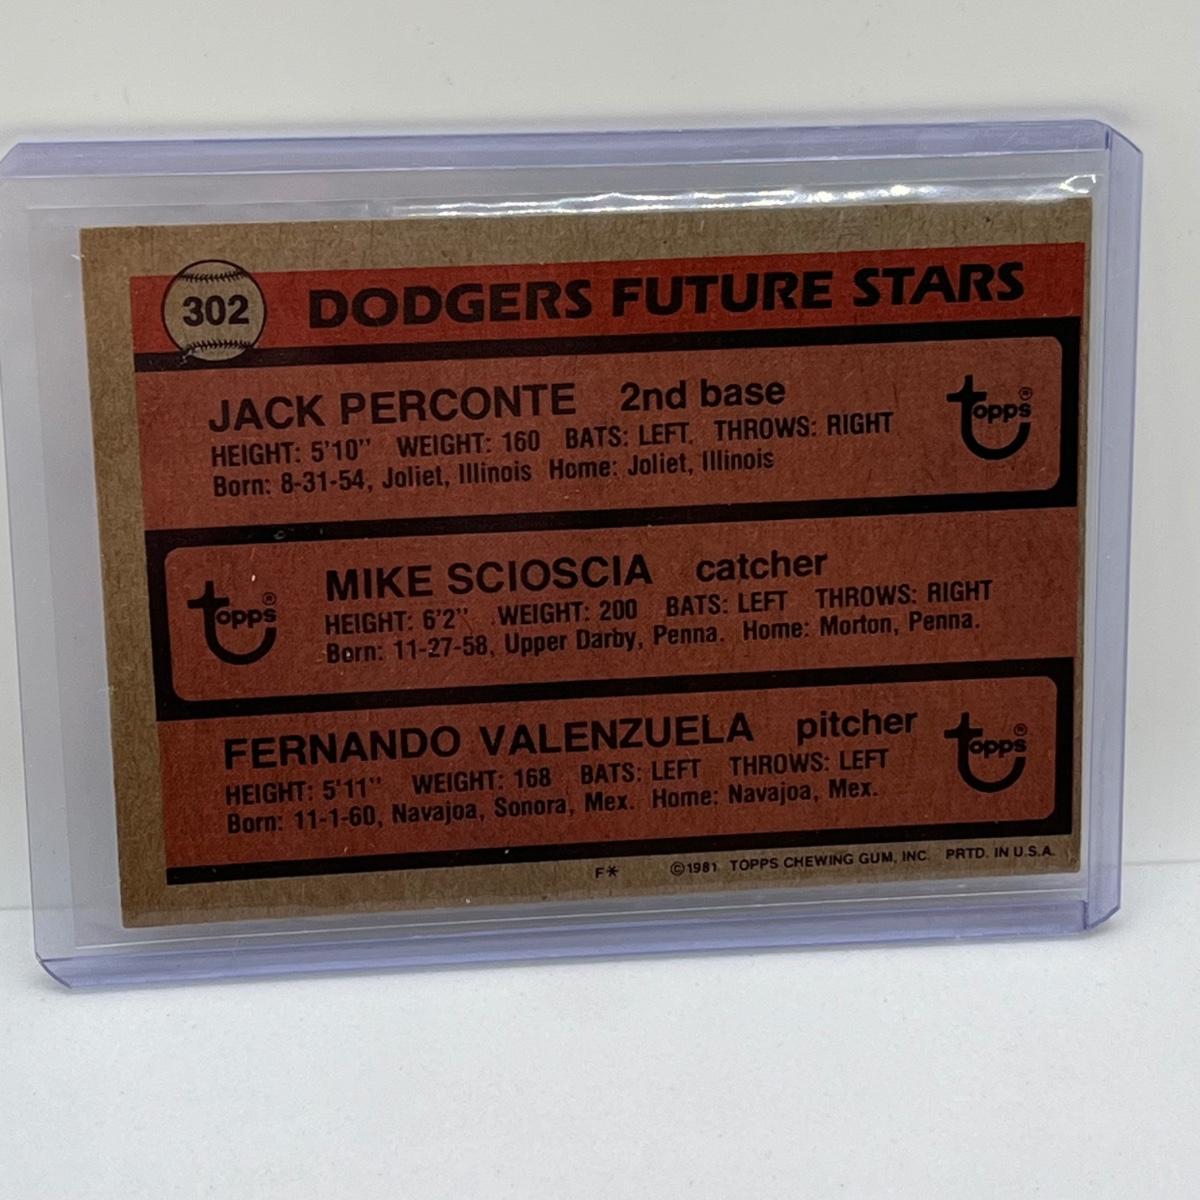 302 DODGERS FUTURE STARS
JACK PERCONTE 2nd base
HEIGHT: 5'10" WEIGHT: 160 BATS: LEFT. THROWS: RIGHT
Born: 8-31-54, Joliet, Illinois Home: Joliet, Illinois
topps®
MIKE SCIOSCIA catcher
HEIGHT: 6'2" WEIGHT: 200 BATS: LEFT THROWS: RIGHT
Born: 11-27-58, Upper Darby, Penna. Home: Morton, Penna.
topps®
FERNANDO VALENZUELA pitcher
HEIGHT: 5'11" WEIGHT: 168 BATS: LEFT THROWS: LEFT
Born: 11-1-60, Navajoa, Sonora, Mex. Home: Navajoa, Mex.
topps®
F* ©1981 TOPPS CHEWING GUM, INC. PRTD. IN U.S.A.